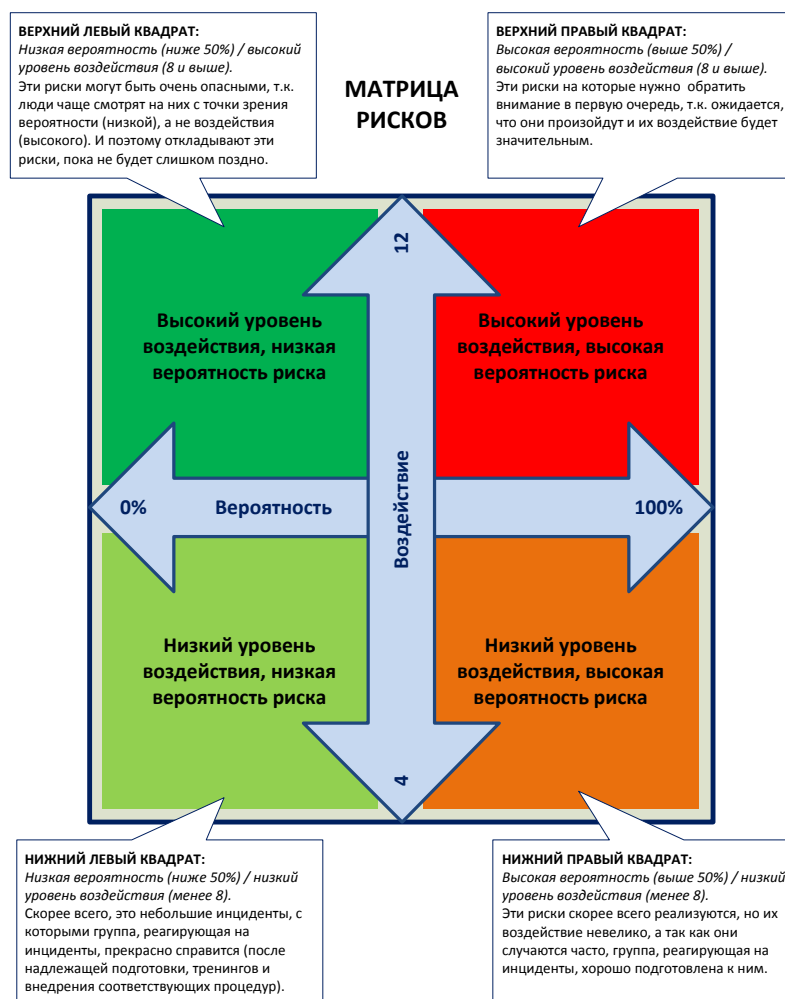 ВЕРХНИЙ ЛЕВЫЙ КВАДРАТ:
Низкая вероятность (ниже 50%) / высокий
уровень воздействия (8 и выше).
Эти риски могут быть очень опасными, т.к.
люди чаще смотрят на них с точки зрения
вероятности (низкой), а не воздействия
(высокого). И поэтому откладывают эти
риски, пока не будет слишком поздно.
МАТРИЦА
РИСКОВ
ВЕРХНИЙ ПРАВЫЙ КВАДРАТ:
Высокая вероятность (выше 50%) /
высокий уровень воздействия (8 и выше).
Эти риски на которые нужно обратить
внимание в первую очередь, т.к. ожидается,
что они произойдут и их воздействие будет
значительным.
12
Высокий уровень
воздействия, низкая
вероятность риска
Высокий уровень
воздействия, высокая
вероятность риска
0%
Вероятность
Воздействие
100%
Низкий уровень
воздействия, низкая
вероятность риска
Низкий уровень
воздействия, высокая
вероятность риска
4
НИЖНИЙ ЛЕВЫЙ КВАДРАТ:
Низкая вероятность (ниже 50%) / низкий
уровень воздействия (менее 8).
Скорее всего, это небольшие инциденты, с
которыми группа, реагирующая на
инциденты, прекрасно справится (после
надлежащей подготовки, тренингов и
внедрения соответствующих процедур).
НИЖНИЙ ПРАВЫЙ КВАДРАТ:
Высокая вероятность (выше 50%) / низкий
уровень воздействия (менее 8).
Эти риски скорее всего реализуются, но их
воздействие невелико, а так как они
случаются часто, группа, реагирующая на
инциденты, хорошо подготовлена к ним.